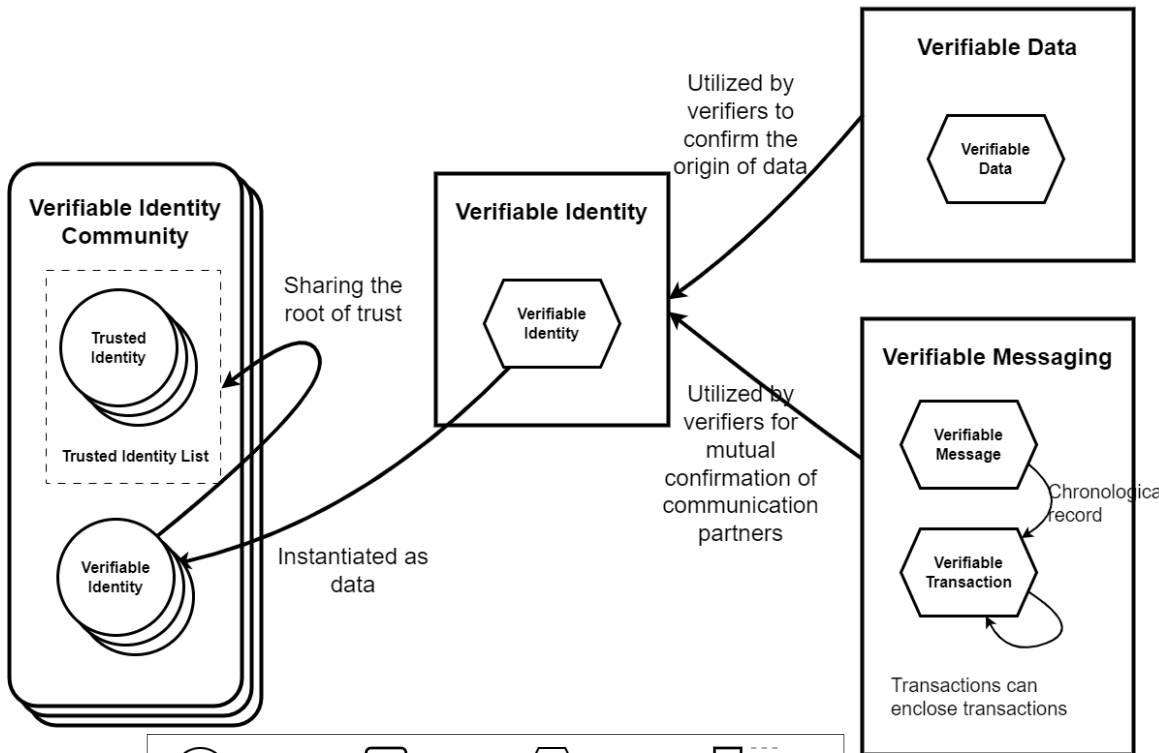 Verifiable Identity
Community
Trusted
Identity
Trusted Identity List
Verifiable
Identity
Sharing the
root of trust
Instantiated as
data
Verifiable Identity
Verifiable
Identity
Utilized by
verifiers to
confirm the
origin of data
Utilized by
verifiers for
mutual
confirmation of
communication
partners
Verifiable Data
Verifiable
Data
Verifiable Messaging
Verifiable
Message
Chronological
record
Verifiable
Transaction
Transactions can
enclose transactions